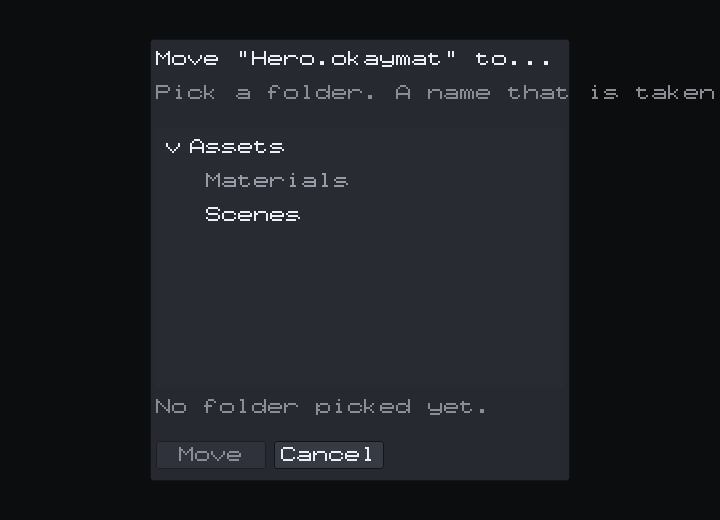 Move "Hero.okaymat" to...
Pick a folder. A name that is taken
v Assets
Materials
Scenes
No folder picked yet.
Move
Cancel